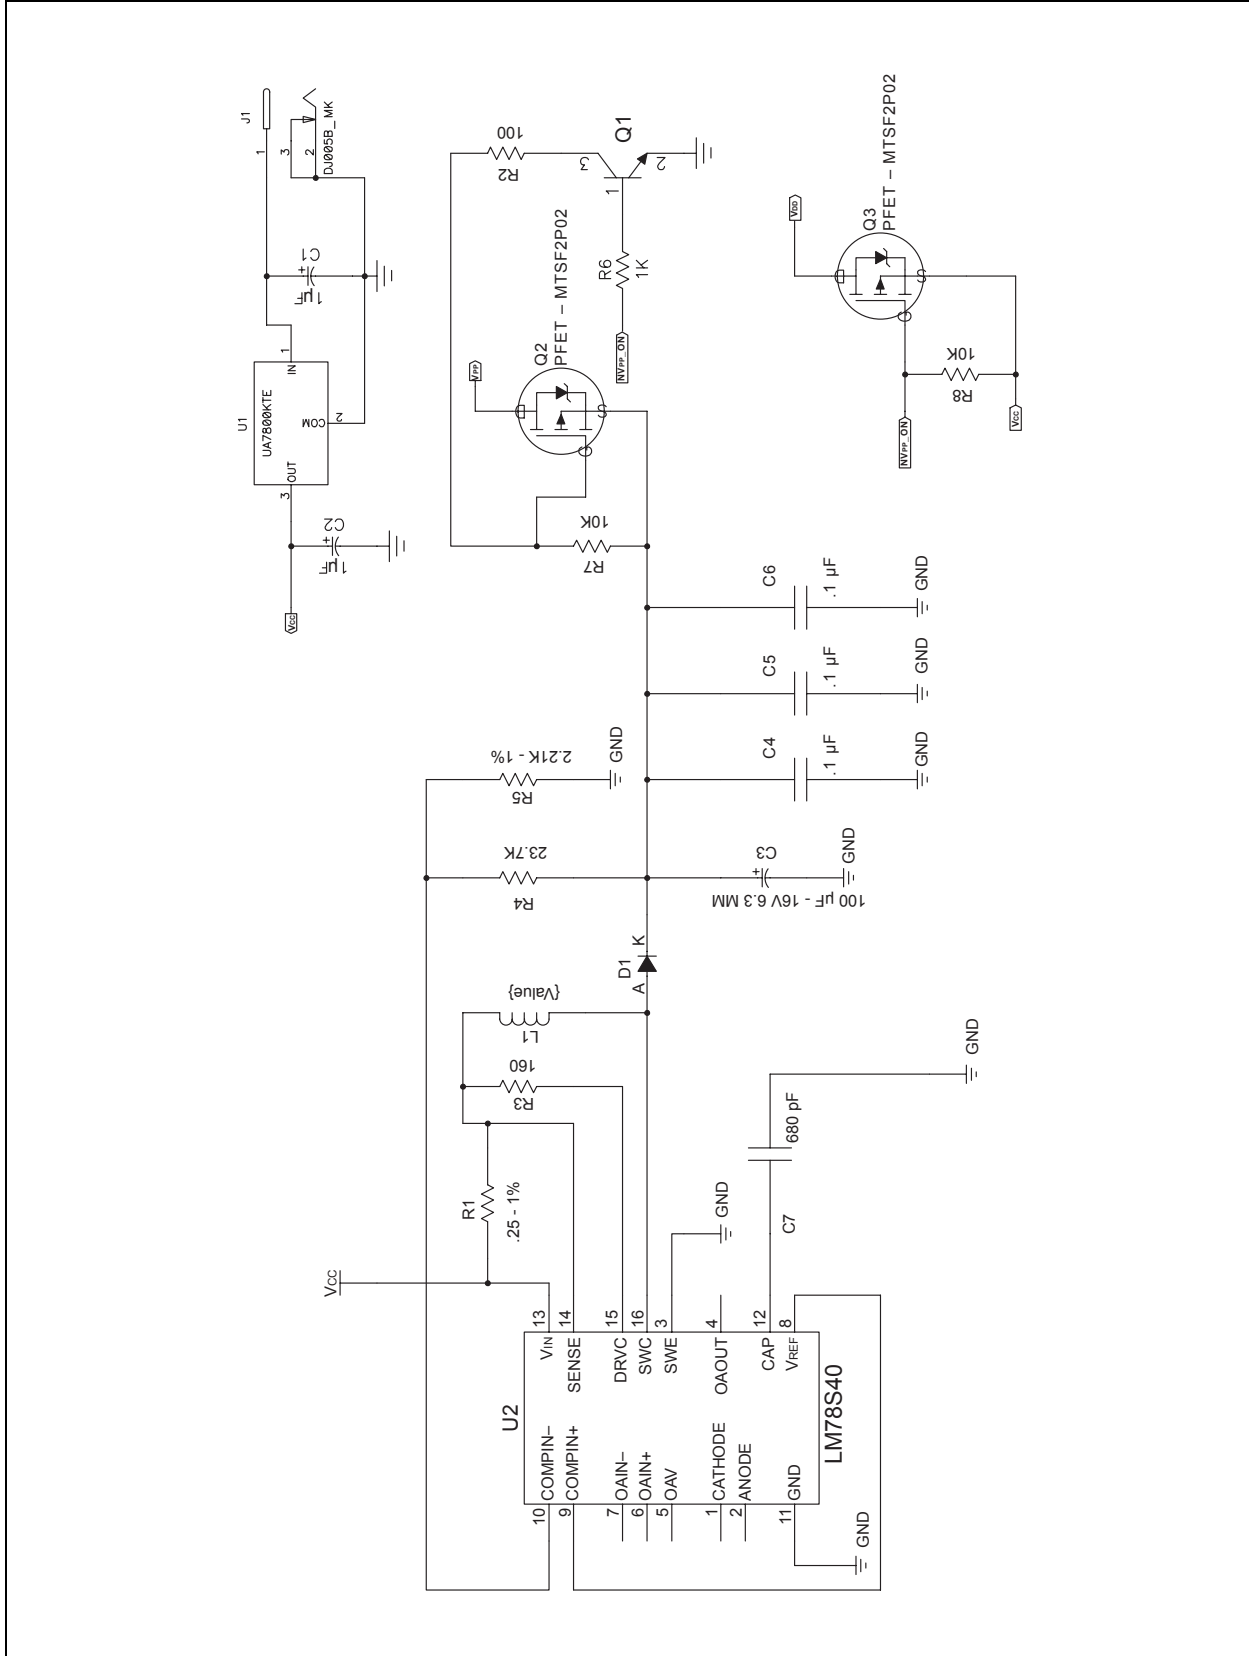 J1
1
3
2
DJ005B_MK
C1
+
1µF
U1
UA7800KTE
IN
1
COM
2
OUT
3
C2
+
1µF
VCC
100
R2
Q1
3
1
2
R6
1K
NVPP_ON
Q2
PFET – MTSF2P02
VPP
D
S
G
10K
R7
Q3
PFET – MTSF2P02
VDD
D
S
G
NVPP_ON
10K
R8
VCC
C6
.1 µF
GND
C5
.1 µF
GND
C4
.1 µF
GND
2.21K - 1%
R5
GND
23.7K
R4
C3
+
100 µF - 16V 6.3 MM
GND
D1
A
K
{Value}
L1
160
R3
R1
.25 - 1%
VCC
680 pF
C7
GND
GND
U2
LM78S40
10 COMPIN–
9 COMPIN+
7 OAIN–
6 OAIN+
5 OAV
1 CATHODE
2 ANODE
11 GND
VIN 13
SENSE 14
DRVC 15
SWC 16
SWE 3
OAOUT 4
CAP 12
VREF 8
GND